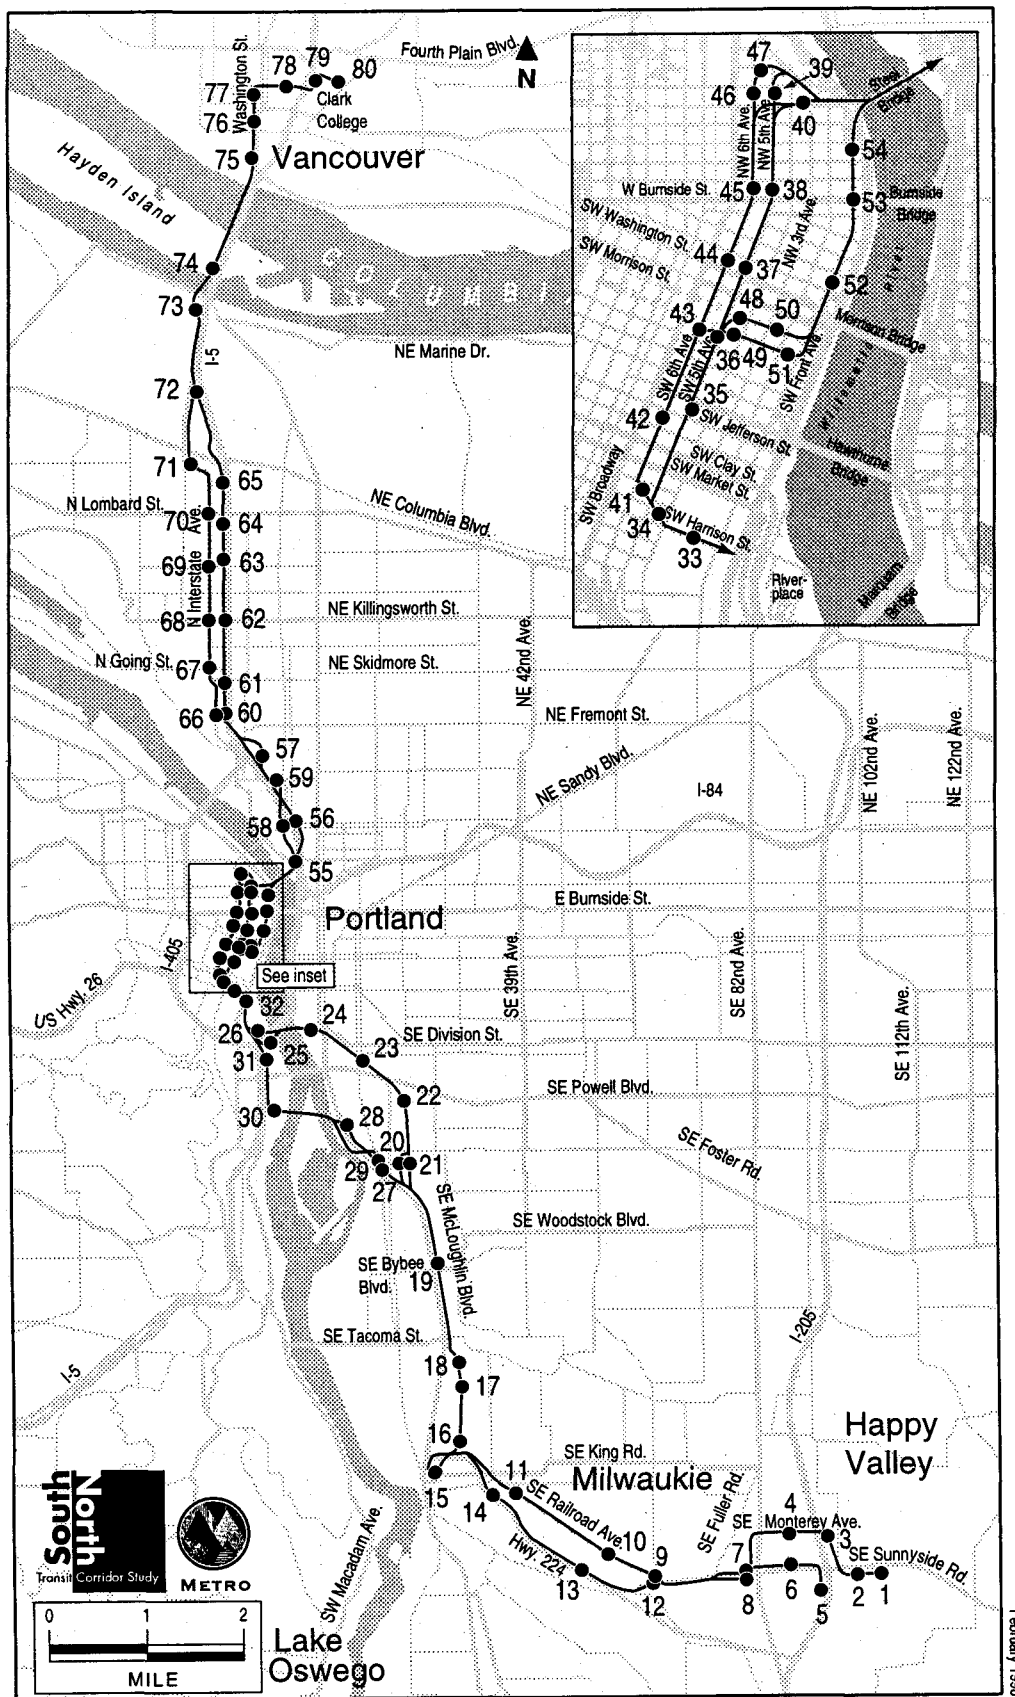 Fourth Plain Blvd.
N
Washington St.
77
78
79
80
Clark
College
76
75
Vancouver
Hayden Island
COLUMBI
74
73
I-5
NE Marine Dr.
72
71
65
N Lombard St.
70
64
NE Columbia Blvd.
69
63
N Interstate Ave.
68
62
NE Killingsworth St.
N Going St.
67
61
NE Skidmore St.
66
60
NE 42nd Ave.
NE Fremont St.
57
59
NE Sandy Blvd.
I-84
NE 102nd Ave.
NE 122nd Ave.
58
56
55
E Burnside St.
Portland
I-405
See inset
US Hwy. 26
SE 39th Ave.
SE 82nd Ave.
SE 112th Ave.
32
26
24
25
SE Division St.
31
23
SE Powell Blvd.
22
30
28
20
21
29
27
SE Foster Rd.
SE McLoughlin Blvd.
SE Woodstock Blvd.
SE Bybee
Blvd.
19
SE Tacoma St.
I-205
I-5
18
17
16
15
14
11
SE King Rd.
Milwaukie
Happy
Valley
SE Railroad Ave.
10
9
Hwy. 224
13
12
SE Fuller Rd.
4
SE Monterey Ave.
3
7
8
6
5
2
1
SE Sunnyside Rd.
SW Macadam Ave.
Lake
Oswego
South
North
Transit Corridor Study
METRO
0 1 2
MILE
February 1996
47
39
46
40
Steel
Bridge
NW 6th Ave.
NW 5th Ave.
54
W Burnside St.
45
38
53
Burnside
Bridge
SW Washington St.
NW 3rd Ave.
44
37
SW Morrison St.
52
River
48
50
43
Morrison Bridge
36
49
51
SW 6th Ave.
SW 5th Ave.
SW Front Ave.
Willamette
35
42
SW Jefferson St.
Hawthorne
Bridge
SW Clay St.
SW Market St.
SW Broadway
41
34
SW Harrison St.
33
River-
place
Marquam
Bridge